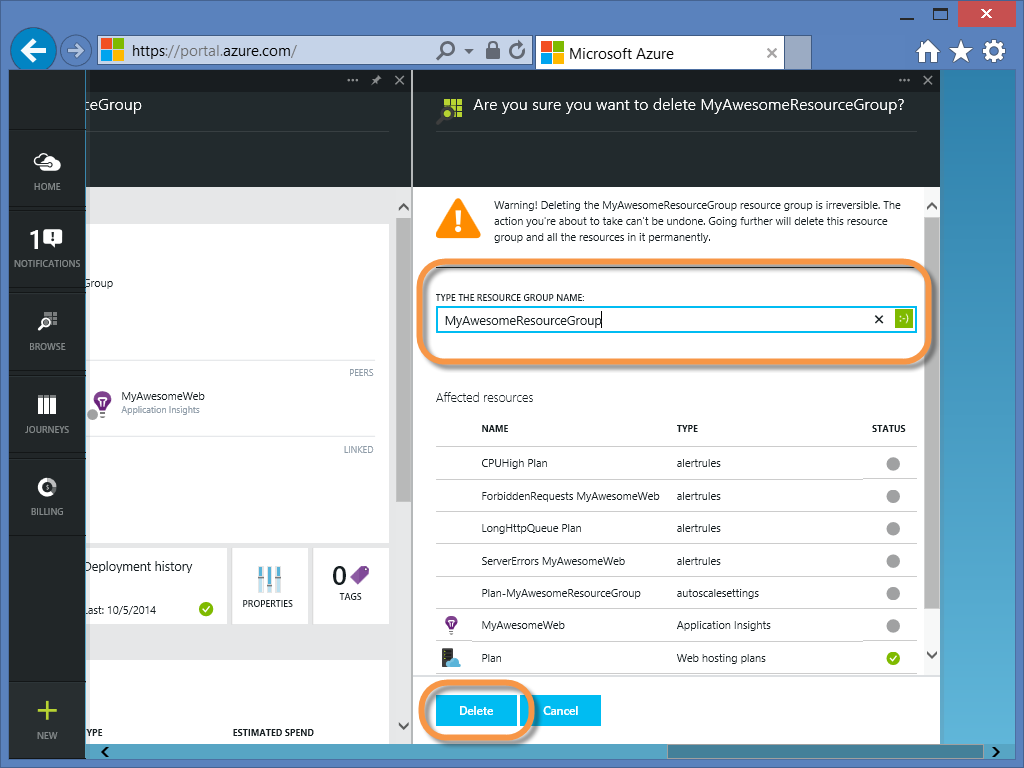 https://portal.azure.com/
Microsoft Azure
ceGroup
Are you sure you want to delete MyAwesomeResourceGroup?
HOME
1
NOTIFICATIONS
BROWSE
JOURNEYS
BILLING
NEW
Group
PEERS
MyAwesomeWeb
Application Insights
LINKED
Deployment history
Last: 10/5/2014
PROPERTIES
0
TAGS
YPE
ESTIMATED SPEND
Warning! Deleting the MyAwesomeResourceGroup resource group is irreversible. The
action you're about to take can't be undone. Going further will delete this resource
group and all the resources in it permanently.
TYPE THE RESOURCE GROUP NAME:
MyAwesomeResourceGroup
:-)
Affected resources
NAME TYPE STATUS
CPUHigh Plan alertrules
ForbiddenRequests MyAwesomeWeb alertrules
LongHttpQueue Plan alertrules
ServerErrors MyAwesomeWeb alertrules
Plan-MyAwesomeResourceGroup autoscalesettings
MyAwesomeWeb Application Insights
Plan Web hosting plans
Delete Cancel